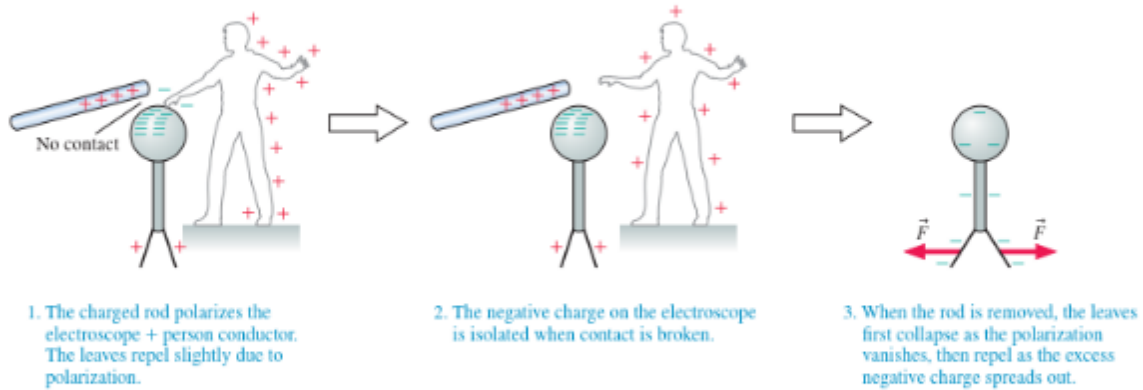 No contact
F
F
1. The charged rod polarizes the
electroscope + person conductor.
The leaves repel slightly due to
polarization.
2. The negative charge on the electroscope
is isolated when contact is broken.
3. When the rod is removed, the leaves
first collapse as the polarization
vanishes, then repel as the excess
negative charge spreads out.